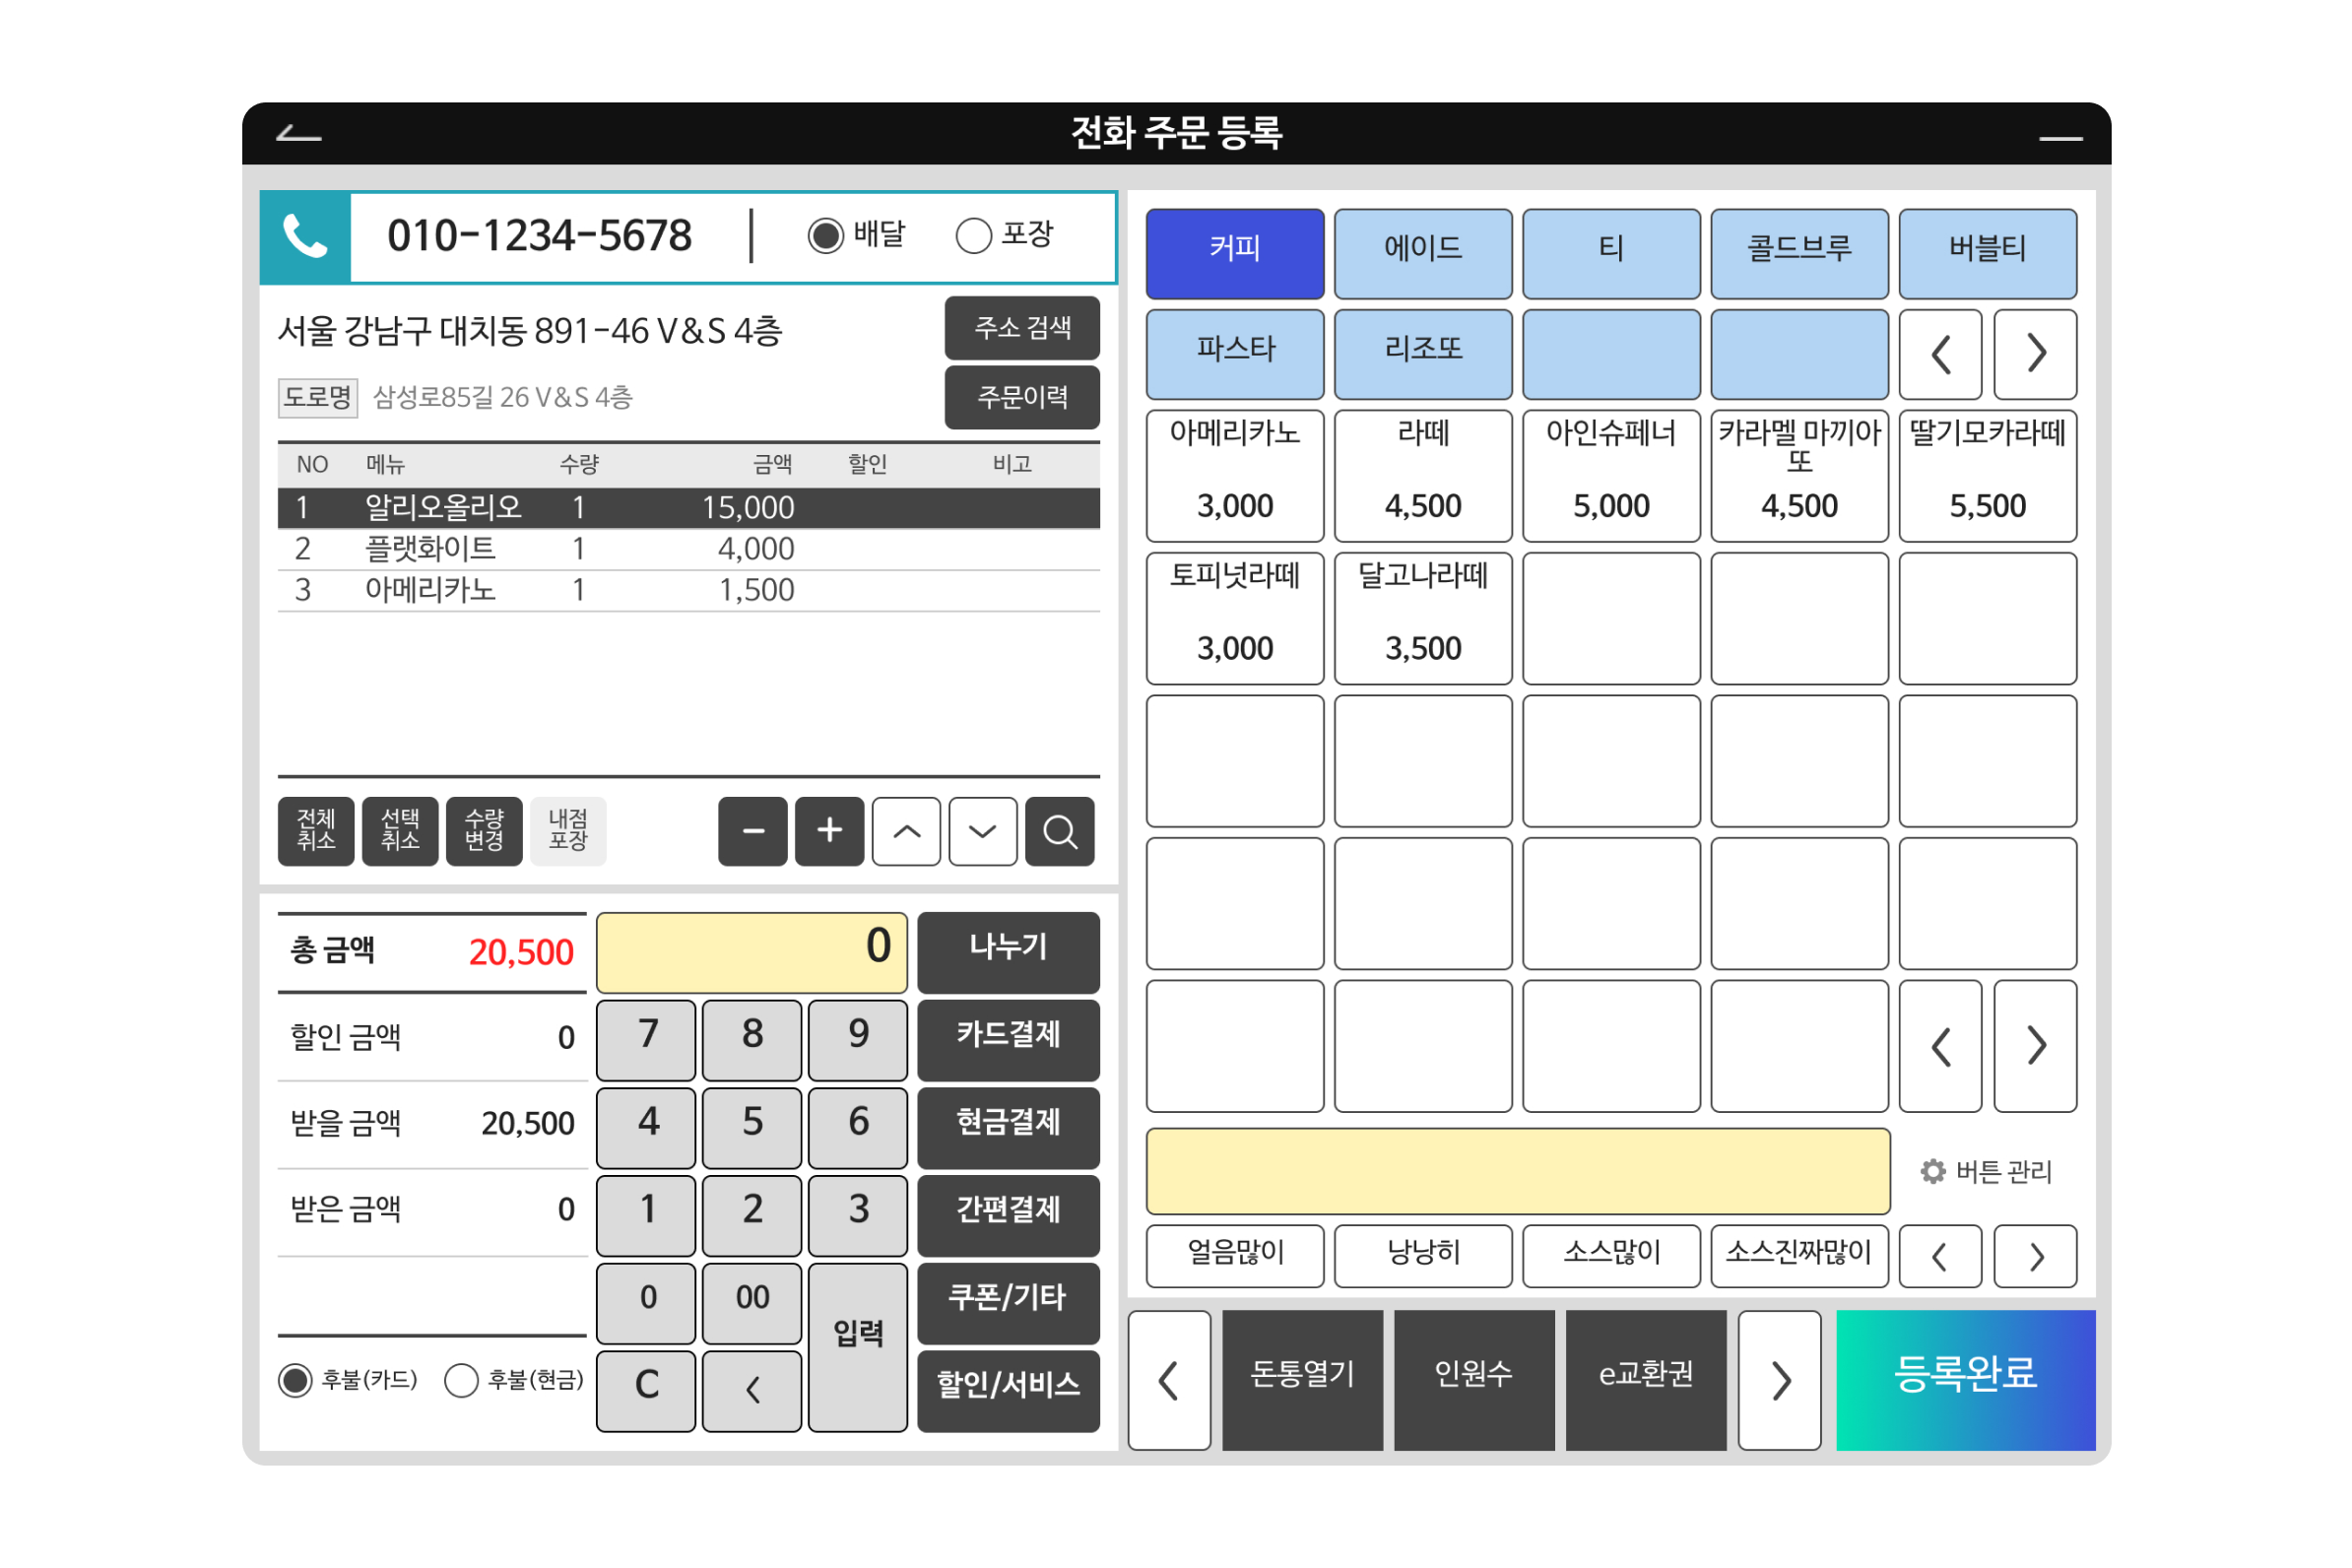 전화 주문 등록
010-1234-5678
배달
포장
서울 강남구 대치동 891-46 V&S 4층
주소 검색
도로명 삼성로85길 26 V&S 4층
주문이력
NO 메뉴 수량 금액 할인 비고
1 알리오올리오 1 15,000
2 플랫화이트 1 4,000
3 아메리카노 1 1,500
전체
취소
선택
취소
수량
변경
내점
포장
총 금액 20,500
할인 금액 0
받을 금액 20,500
받은 금액 0
후불(카드) 후불(현금)
0
7 8 9
4 5 6
1 2 3
0 00
입력
C
나누기
카드결제
현금결제
간편결제
쿠폰/기타
할인/서비스
커피 에이드 티 콜드브루 버블티
파스타 리조또
아메리카노
3,000
라떼
4,500
아인슈페너
5,000
카라멜 마끼아
또
4,500
딸기모카라떼
5,500
토피넛라떼
3,000
달고나라떼
3,500
버튼 관리
얼음많이 낭낭히 소스많이 소스진짜많이
돈통열기 인원수 e교환권
등록완료